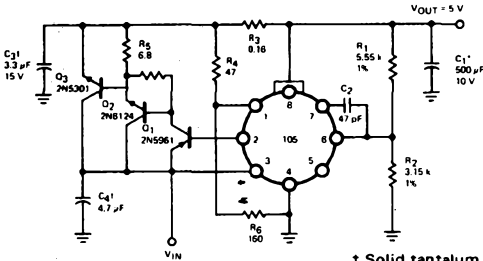 VOUT = 5 V
C3†
3.3 µF
15 V
R5
6.8
R3
0.16
R4
47
R1
5.55 k
1%
C1*
500 µF
10 V
Q3
2N5301
Q2
2N6124
Q1
2N5961
C2
47 pF
1
2
3
4
5
6
7
8
105
R2
3.15 k
1%
C4†
4.7 µF
R6
160
VIN
† Solid tantalum